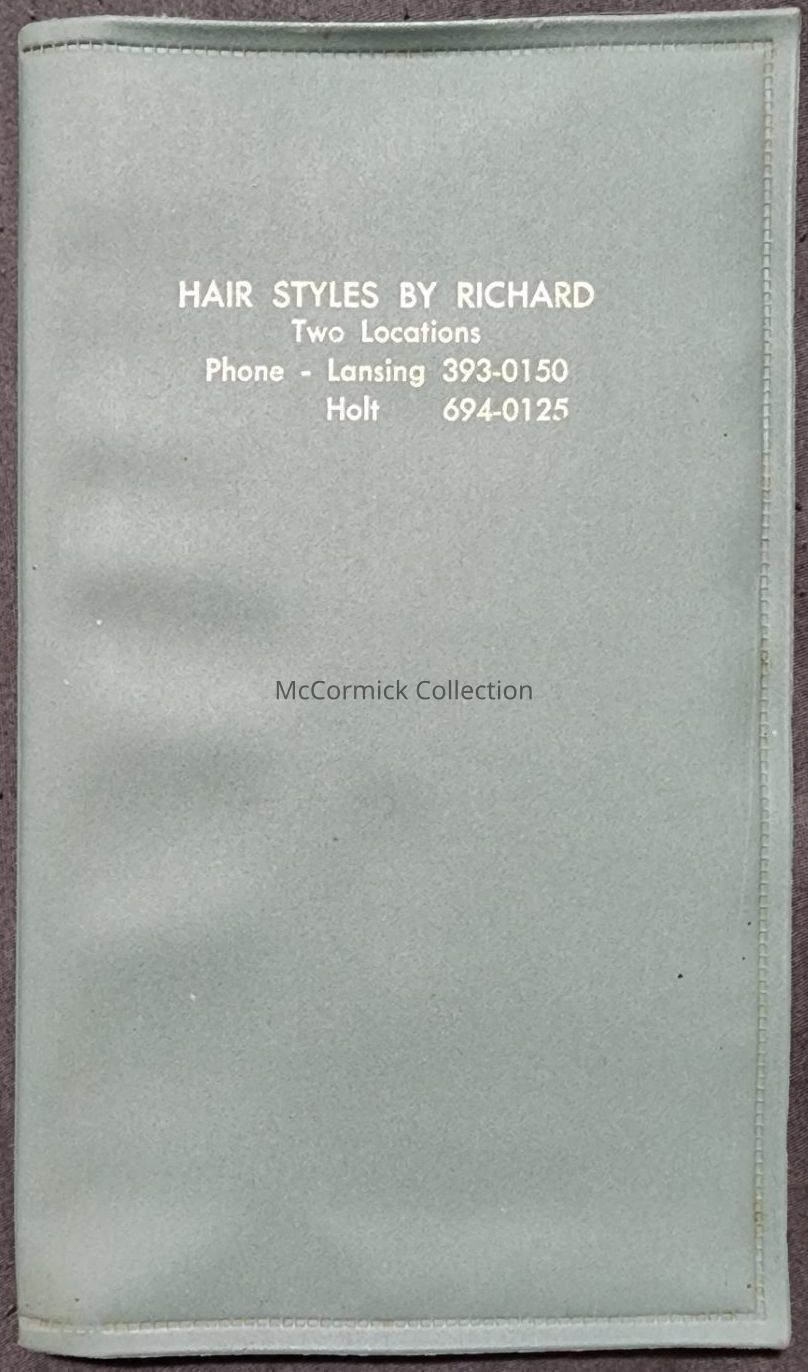 HAIR STYLES BY RICHARD
Two Locations
Phone - Lansing 393-0150
Holt 694-0125
McCormick Collection